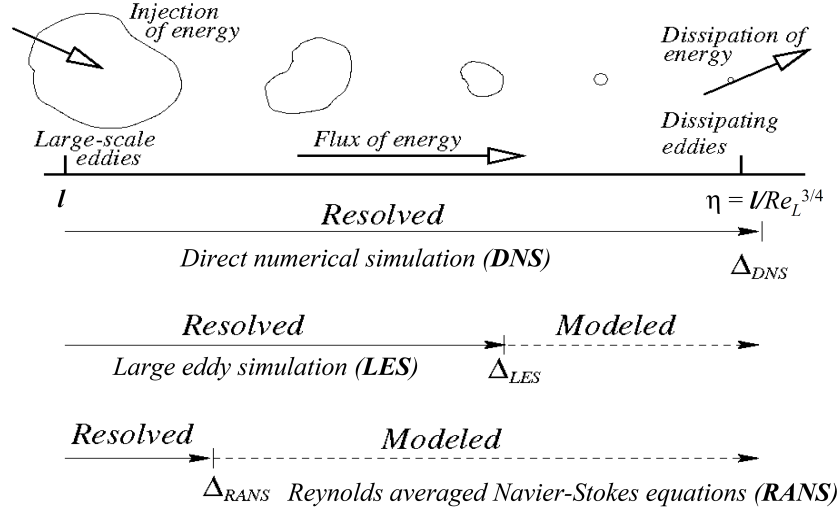 Injection
of energy
Dissipation of
energy
Large-scale
eddies
Flux of energy
Dissipating
eddies
l
η = l/Re_L^3/4
Resolved
Direct numerical simulation (DNS)
Δ_DNS
Resolved
Modeled
Large eddy simulation (LES)
Δ_LES
Resolved
Modeled
Δ_RANS
Reynolds averaged Navier-Stokes equations (RANS)